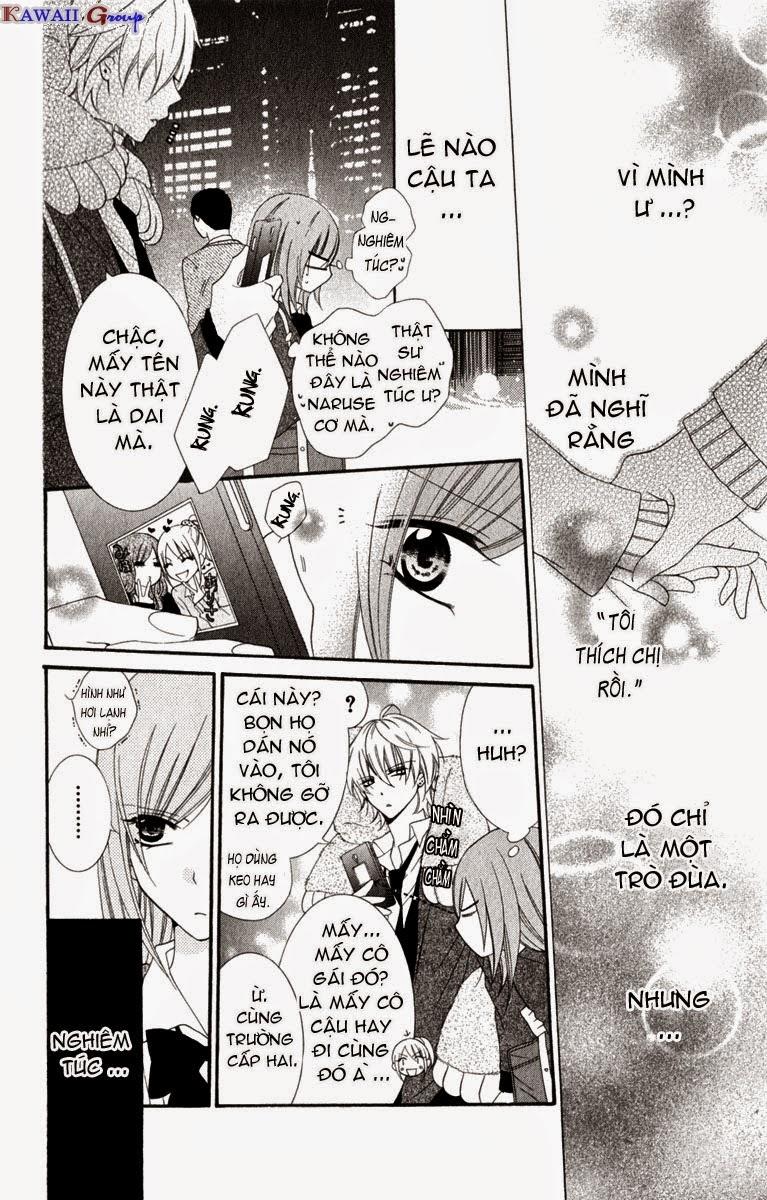 KAWAII Group
VÌ MÌNH
Ư ...?
MÌNH
ĐÃ NGHĨ
RẰNG
"TÔI
THÍCH CHỊ
RỒI."
ĐÓ CHỈ
LÀ MỘT
TRÒ ĐÙA.
NHƯNG
...
LẼ NÀO
CẬU TA
...
NG-
NGHIÊM
TÚC?
THẬT
SỰ
NGHIÊM
TÚC Ư?
KHÔNG
THỂ NÀO
ĐÂY LÀ
NARUSE
CƠ MÀ.
RUNG.
RUNG.
CHẬC,
MẤY TÊN
NÀY THẬT
LÀ DAI
MÀ.
RUNG.
RUNG.
...
HUH?
NHÌN
CHẰM
CHẰM
?
CÁI NÀY?
BỌN HỌ
DÁN NÓ
VÀO, TÔI
KHÔNG GỠ
RA ĐƯỢC.
HỌ DÙNG
KEO HAY
GÌ ẤY.
MẤY...
MẤY CÔ
GÁI ĐÓ?
LÀ MẤY CÔ
CẬU HAY
ĐI CÙNG
ĐÓ À ...
Ừ.
CÙNG
TRƯỜNG
CẤP HAI.
HÌNH NHƯ
HƠI LẠNH
NHỈ?
........
NGHIÊM
TÚC ...